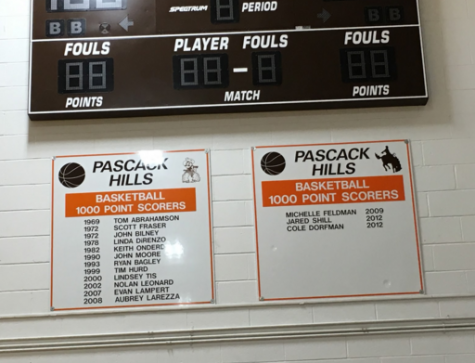 SPECTRUM PERIOD
B B B B
FOULS PLAYER FOULS FOULS
POINTS MATCH POINTS
PASCACK
HILLS
BASKETBALL
1000 POINT SCORERS
1969 TOM ABRAHAMSON
1972 SCOTT FRASER
1972 JOHN BILNEY
1978 LINDA DIRENZO
1982 KEITH ONDERD
1990 JOHN MOORE
1993 RYAN BAGLEY
1999 TIM HURD
2000 LINDSEY TIS
2002 NOLAN LEONARD
2007 EVAN LAMPERT
2008 AUBREY LAREZZA
PASCACK
HILLS
BASKETBALL
1000 POINT SCORERS
MICHELLE FELDMAN 2009
JARED SHILL 2012
COLE DORFMAN 2012